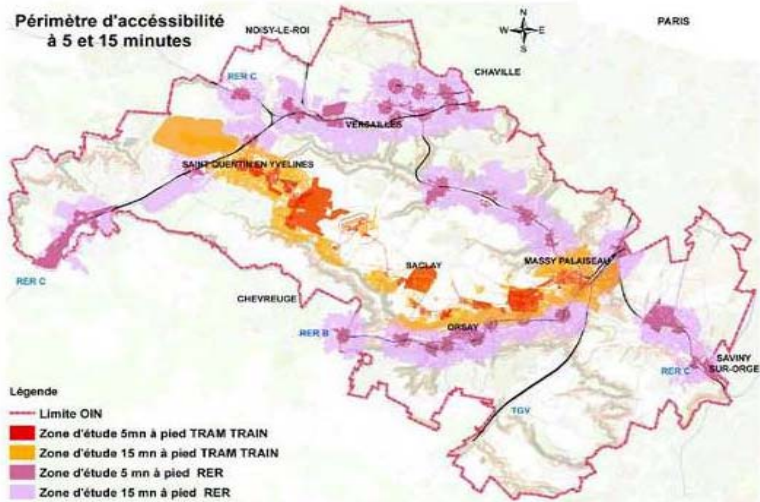 Périmètre d'accéssibilité
à 5 et 15 minutes
N
W E
S
PARIS
NOISY-LE-ROI
RER C
CHAVILLE
VERSAILLES
SAINT QUENTIN EN YVELINES
MASSY PALAISEAU
SACLAY
RER C
CHEVREUGE
RER B
ORSAY
SAVINY
SUR-ORGE
RER C
TGV
Légende
Limite OIN
Zone d'étude 5mn à pied TRAM TRAIN
Zone d'étude 15 mn à pied TRAM TRAIN
Zone d'étude 5 mn à pied RER
Zone d'étude 15 mn à pied RER